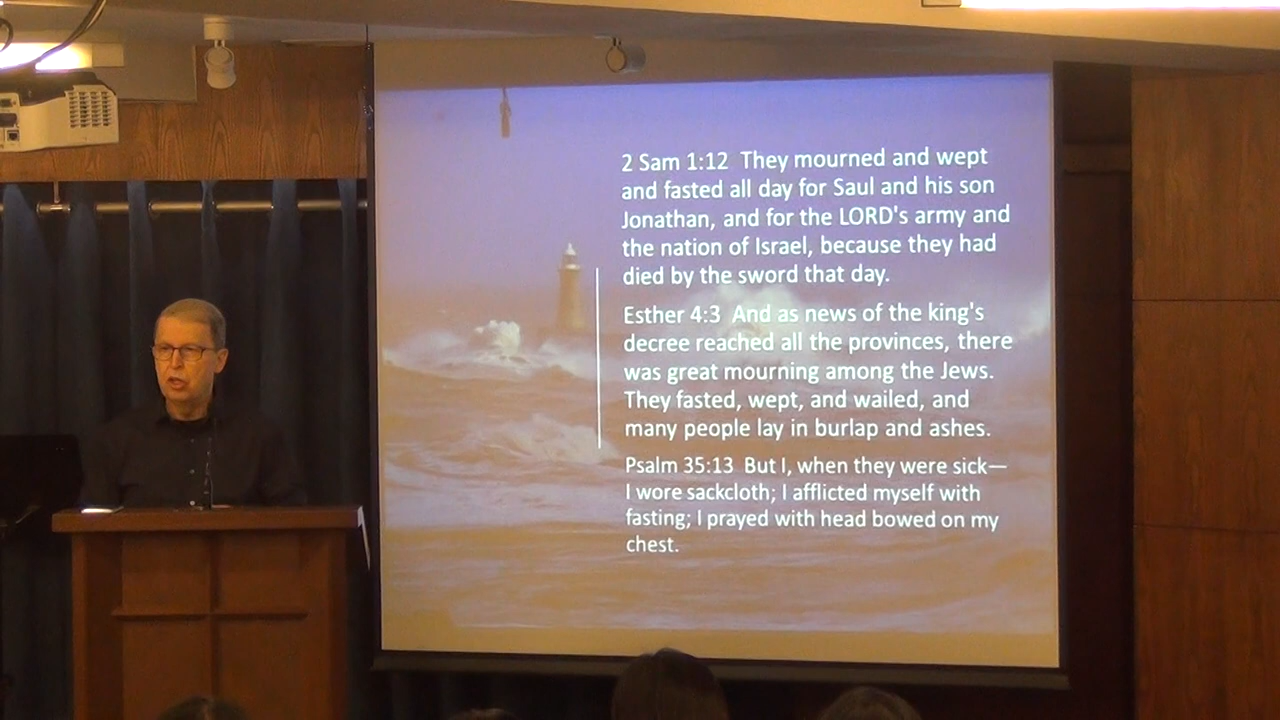 2 Sam 1:12  They mourned and wept
and fasted all day for Saul and his son
Jonathan, and for the LORD's army and
the nation of Israel, because they had
died by the sword that day.
Esther 4:3  And as news of the king's
decree reached all the provinces, there
was great mourning among the Jews.
They fasted, wept, and wailed, and
many people lay in burlap and ashes.
Psalm 35:13  But I, when they were sick—
I wore sackcloth; I afflicted myself with
fasting; I prayed with head bowed on my
chest.